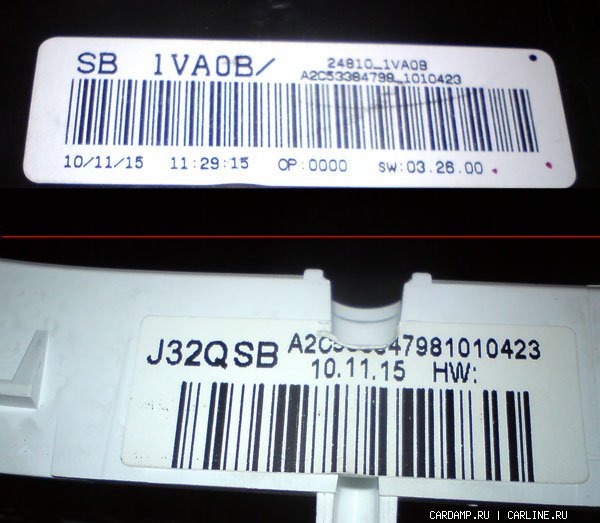 SB 1VA0B/
24810_1VA0B
A2C53384798_1010423
10/11/15 11:29:15 OP:0000 SW:03.26.00
J32QSB
10.11.15 HW:
CARDAMP.RU | CARLINE.RU